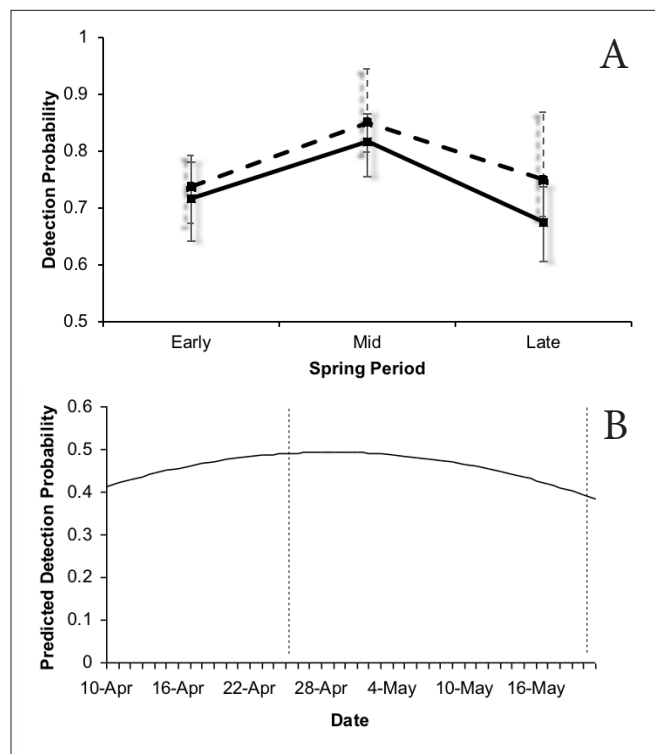 A
1
0.9
0.8
0.7
0.6
0.5
Detection Probability
Early Mid Late
Spring Period
B
0.6
0.5
0.4
0.3
0.2
0.1
0
Predicted Detection Probability
10-Apr 16-Apr 22-Apr 28-Apr 4-May 10-May 16-May
Date